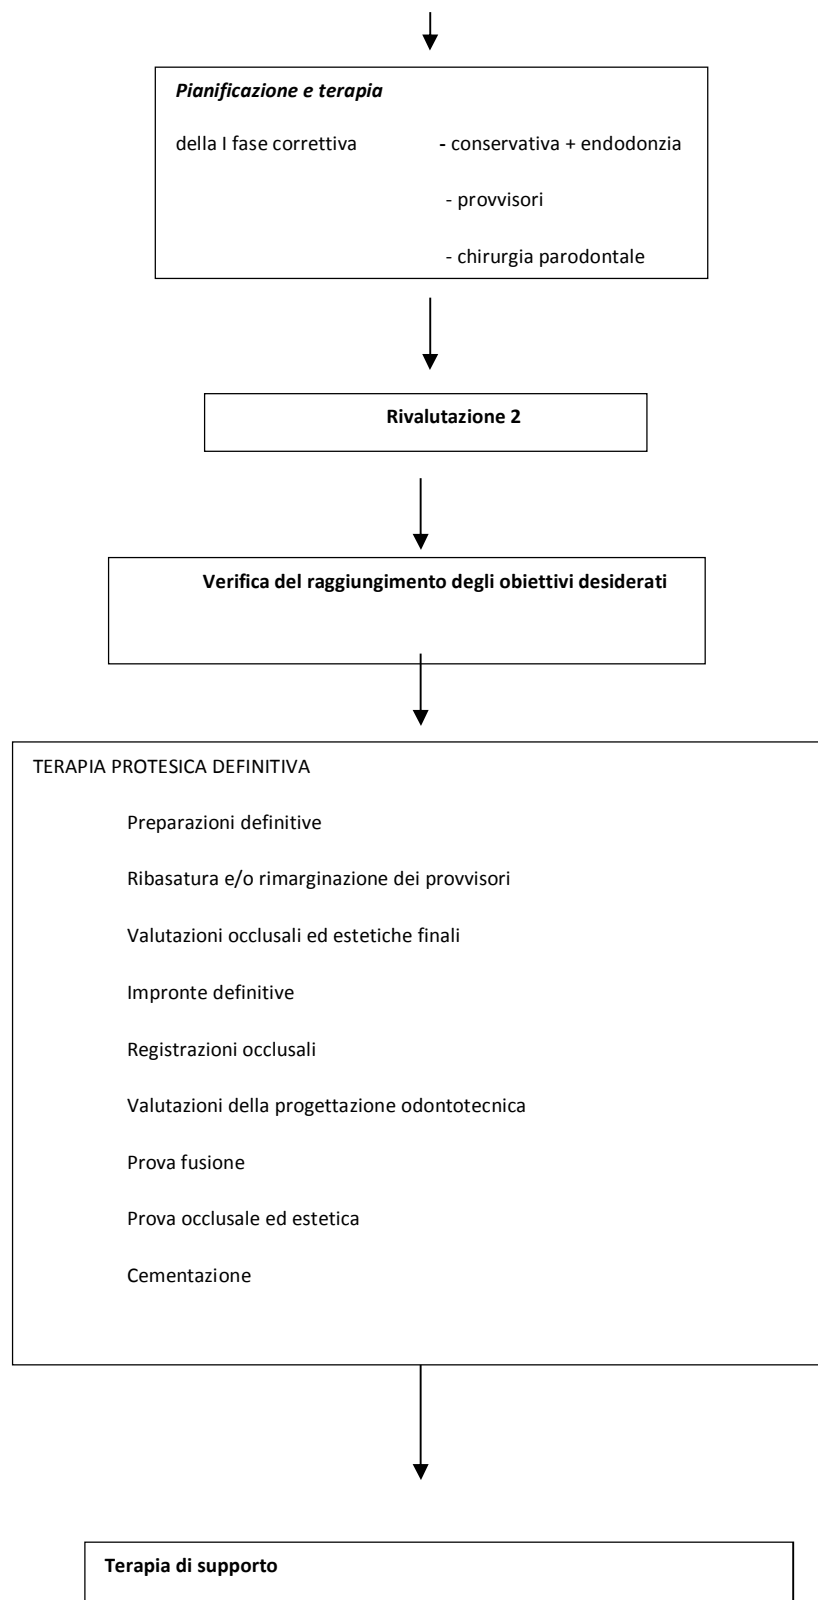 Pianificazione e terapia
della I fase correttiva - conservativa + endodonzia
- provvisori
- chirurgia parodontale
Rivalutazione 2
Verifica del raggiungimento degli obiettivi desiderati
TERAPIA PROTESICA DEFINITIVA
Preparazioni definitive
Ribasatura e/o rimarginazione dei provvisori
Valutazioni occlusali ed estetiche finali
Impronte definitive
Registrazioni occlusali
Valutazioni della progettazione odontotecnica
Prova fusione
Prova occlusale ed estetica
Cementazione
Terapia di supporto